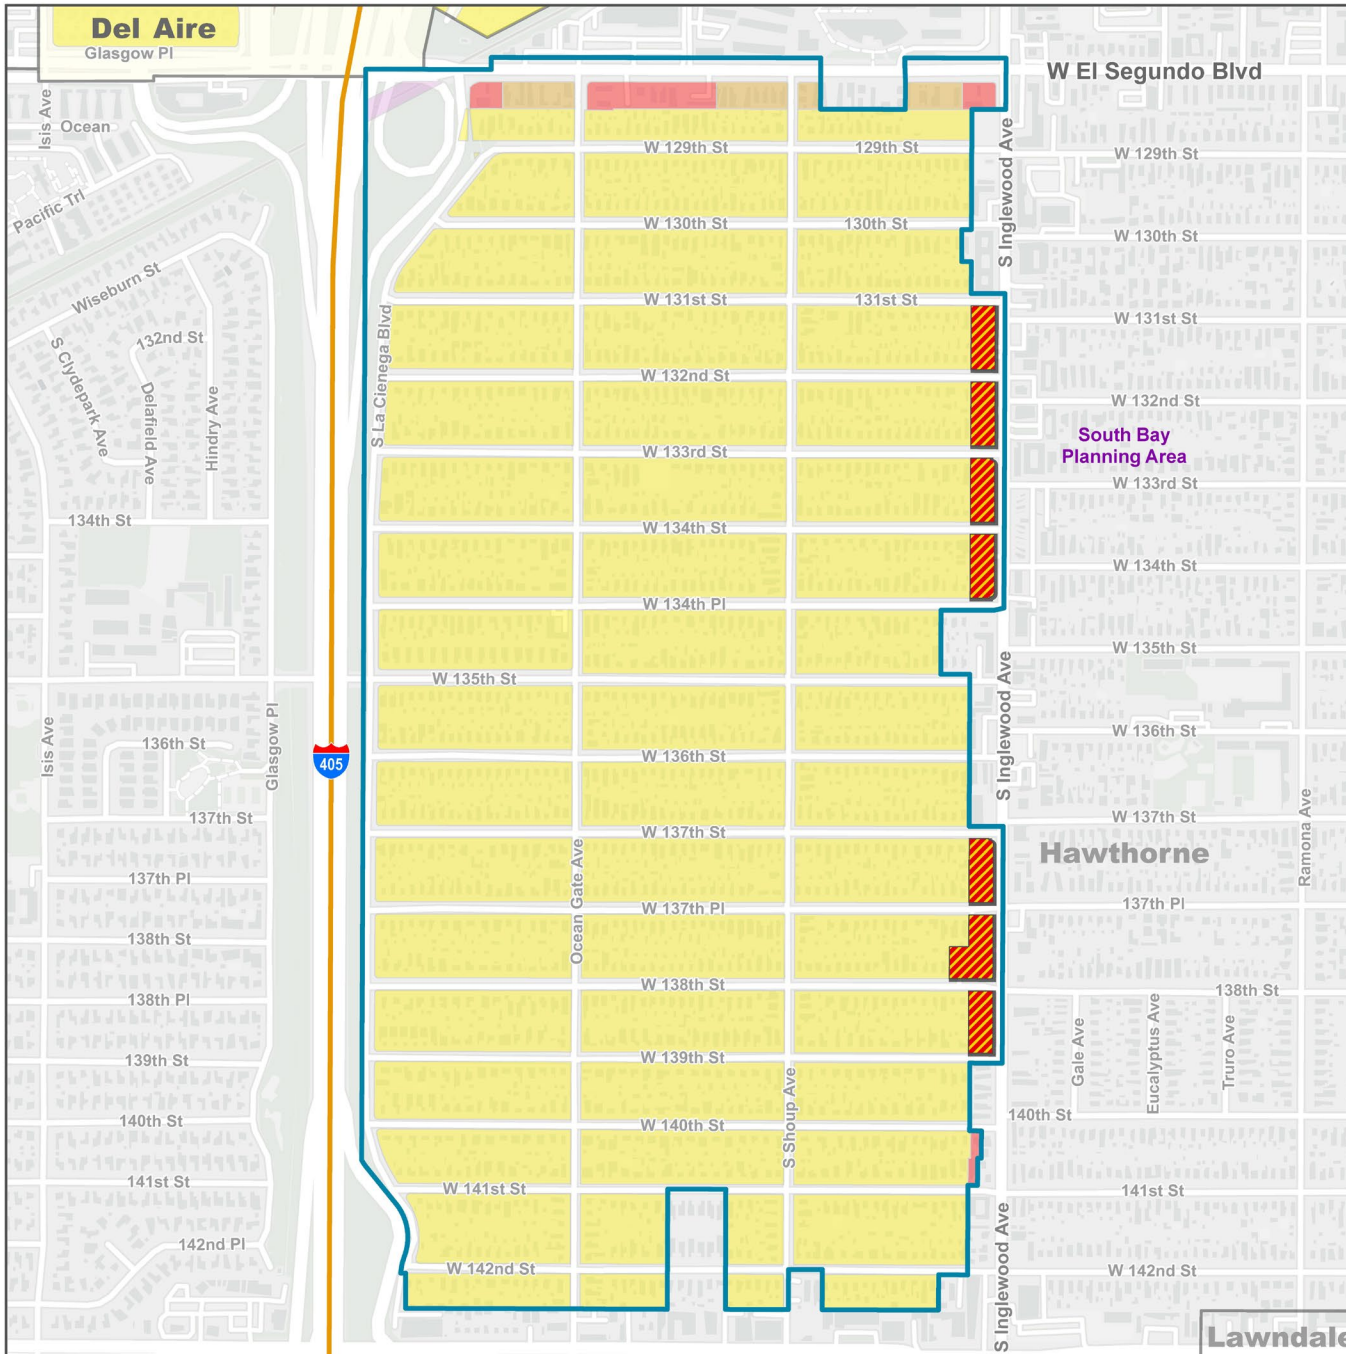 Del Aire
Glasgow Pl
W El Segundo Blvd
Isis Ave
Ocean
S Inglewood Ave
W 129th St
129th St
W 129th St
Pacific Trl
W 130th St
130th St
W 130th St
Wiseburn St
W 131st St
131st St
W 131st St
132nd St
S La Cienega Blvd
S Clydepark Ave
Delafield Ave
Hindry Ave
W 132nd St
W 132nd St
South Bay
Planning Area
W 133rd St
W 133rd St
134th St
W 134th St
W 134th St
W 134th Pl
W 135th St
W 135th St
S Inglewood Ave
Isis Ave
136th St
Glasgow Pl
W 136th St
W 136th St
405
137th St
W 137th St
W 137th St
Ramona Ave
Hawthorne
137th Pl
Ocean Gate Ave
W 137th Pl
137th Pl
138th St
W 138th St
138th St
138th Pl
139th St
W 139th St
Gale Ave
Eucalyptus Ave
Truro Ave
140th St
W 140th St
S Shoup Ave
140th St
141st St
W 141st St
141st St
142nd Pl
W 142nd St
W 142nd St
S Inglewood Ave
Lawndale